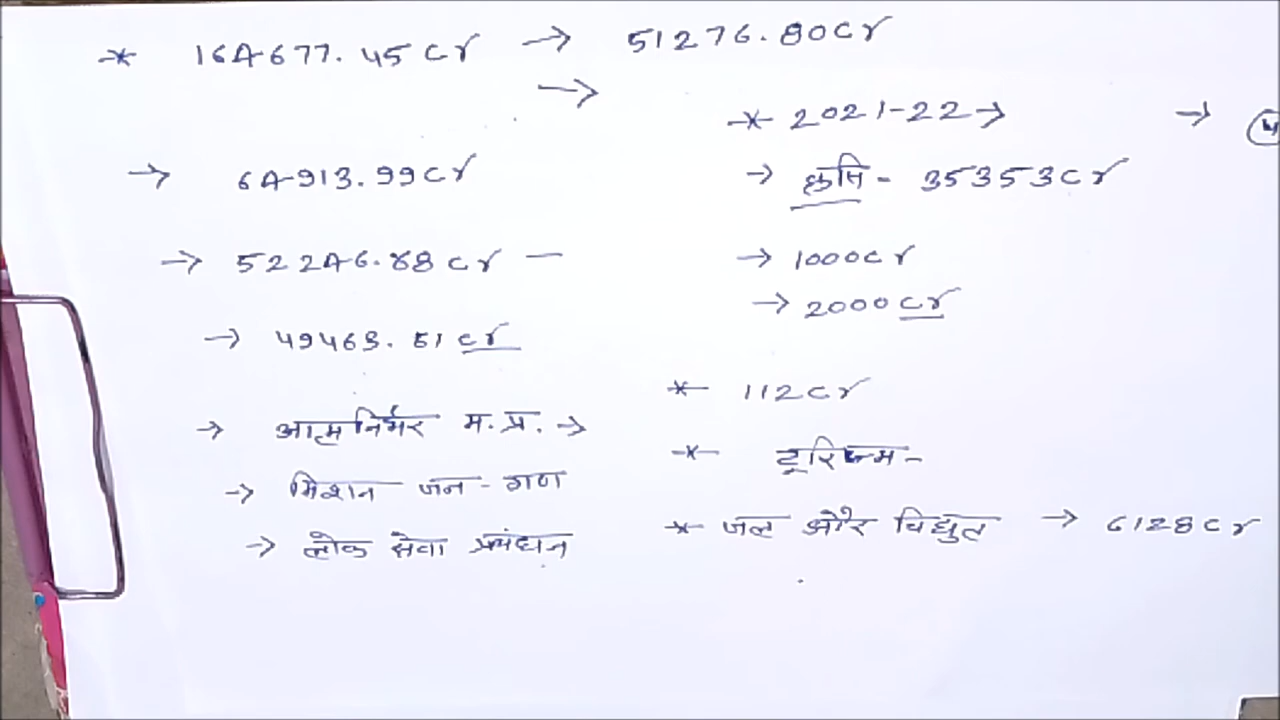 * 164677.45 Cr → 51276.80 Cr
→
→ 64913.99 Cr
→ 52246.88 Cr —
→ 49463.51 Cr
→ आत्मनिर्भर म.प्र. →
→ मिशान जन - गण
→ लोक सेवा प्रबंधन
* 2021-22 → → 4
→ कृषि - 35353 Cr
→ 1000 Cr
→ 2000 Cr
* 112 Cr
* टूरिज्म -
* जल और विद्युत → 6128 Cr